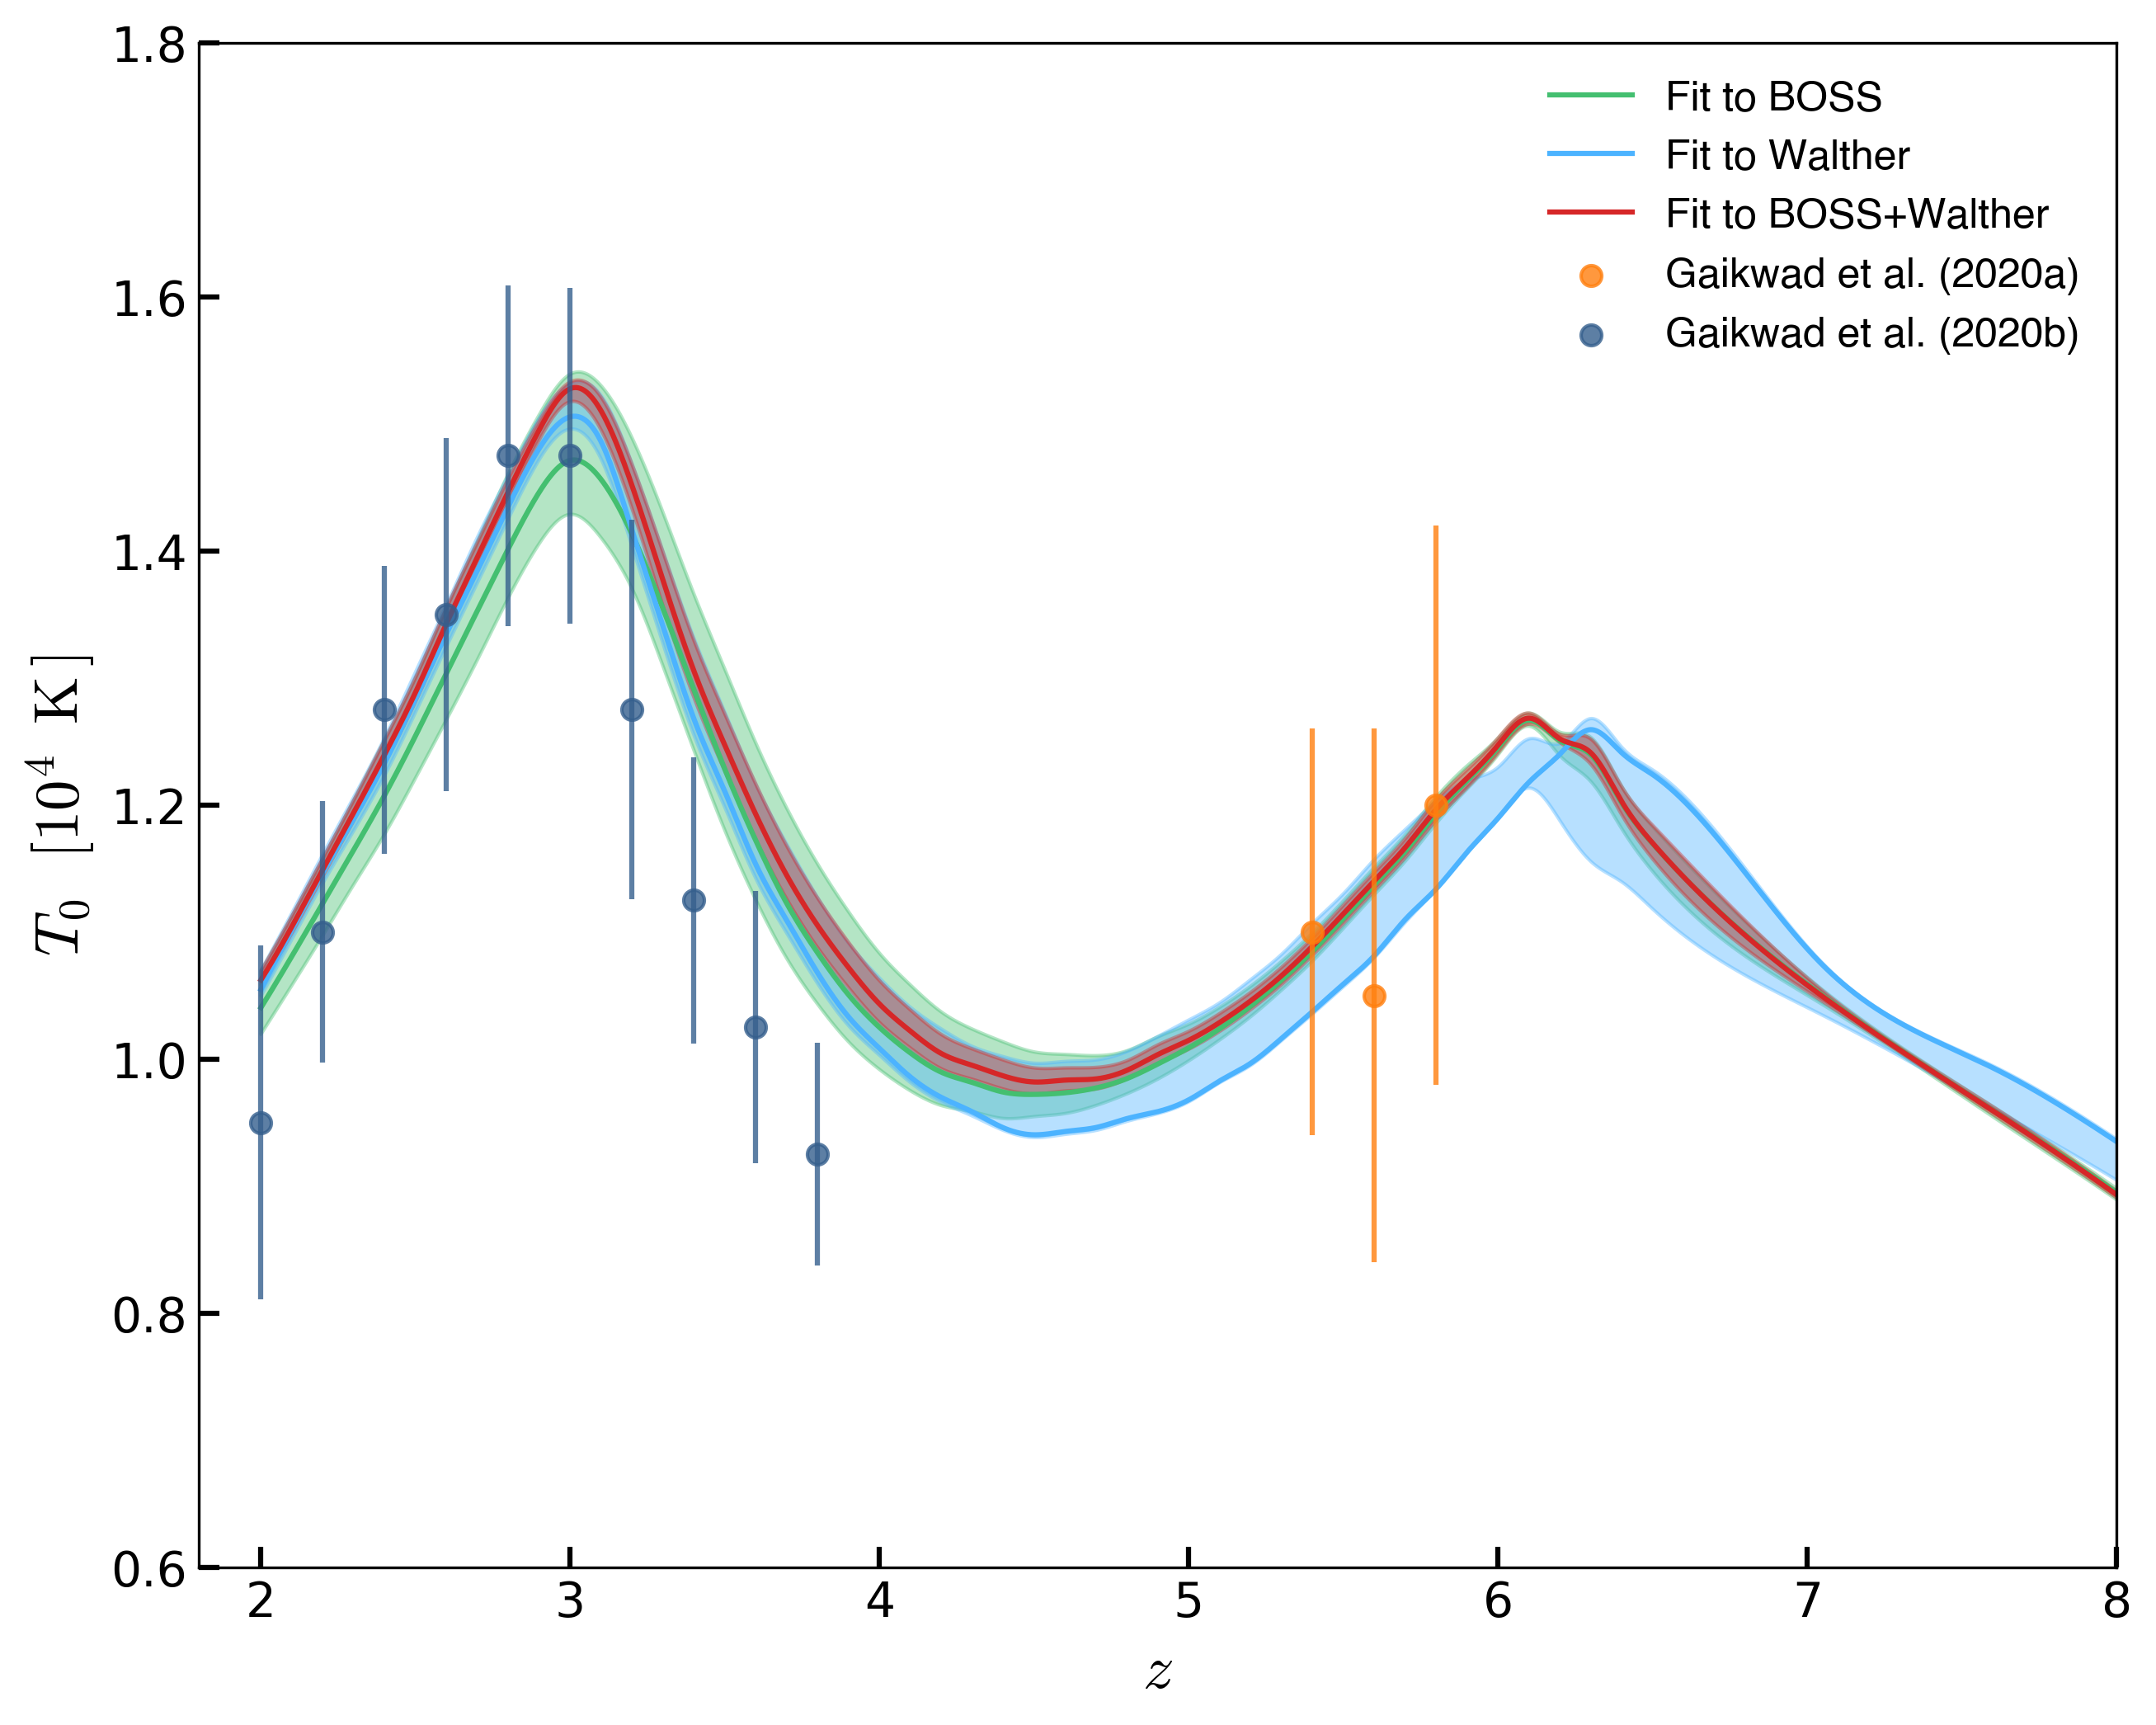 1.8
1.6
1.4
1.2
1.0
0.8
0.6
T₀ [10⁴ K]
Fit to BOSS
Fit to Walther
Fit to BOSS+Walther
Gaikwad et al. (2020a)
Gaikwad et al. (2020b)
2 3 4 5 6 7 8
z